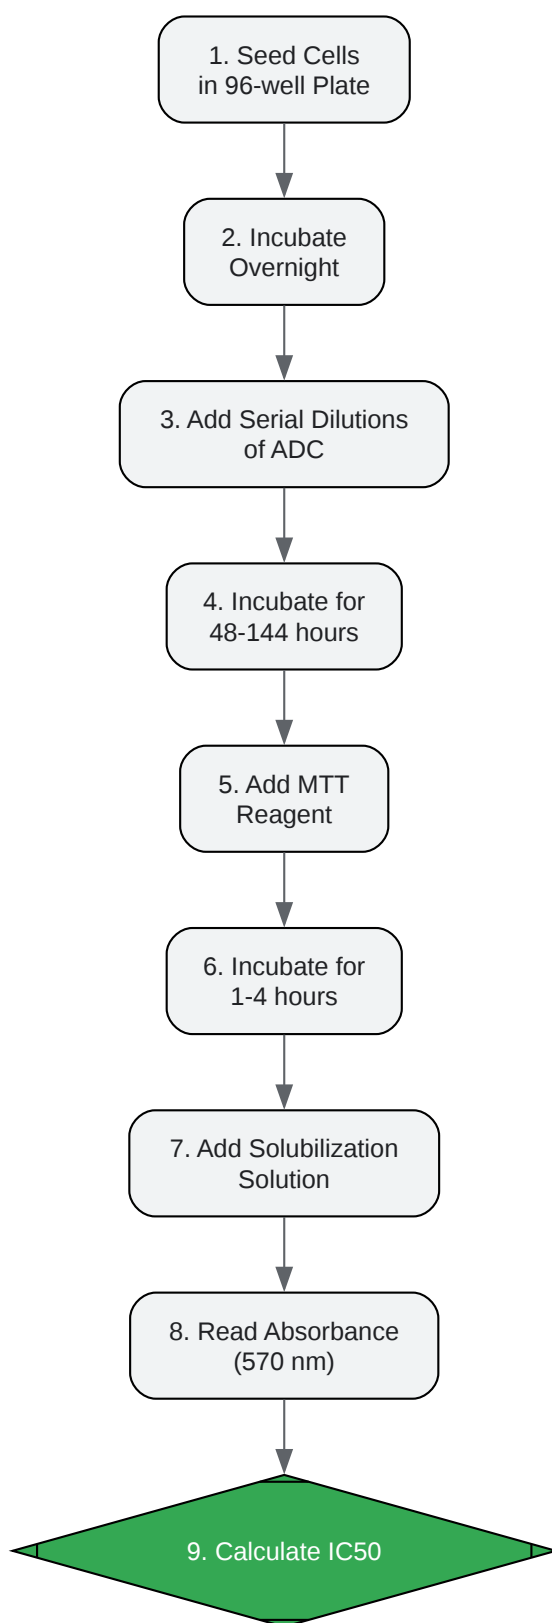 1. Seed Cells
in 96-well Plate
2. Incubate
Overnight
3. Add Serial Dilutions
of ADC
4. Incubate for
48-144 hours
5. Add MTT
Reagent
6. Incubate for
1-4 hours
7. Add Solubilization
Solution
8. Read Absorbance
(570 nm)
9. Calculate IC50